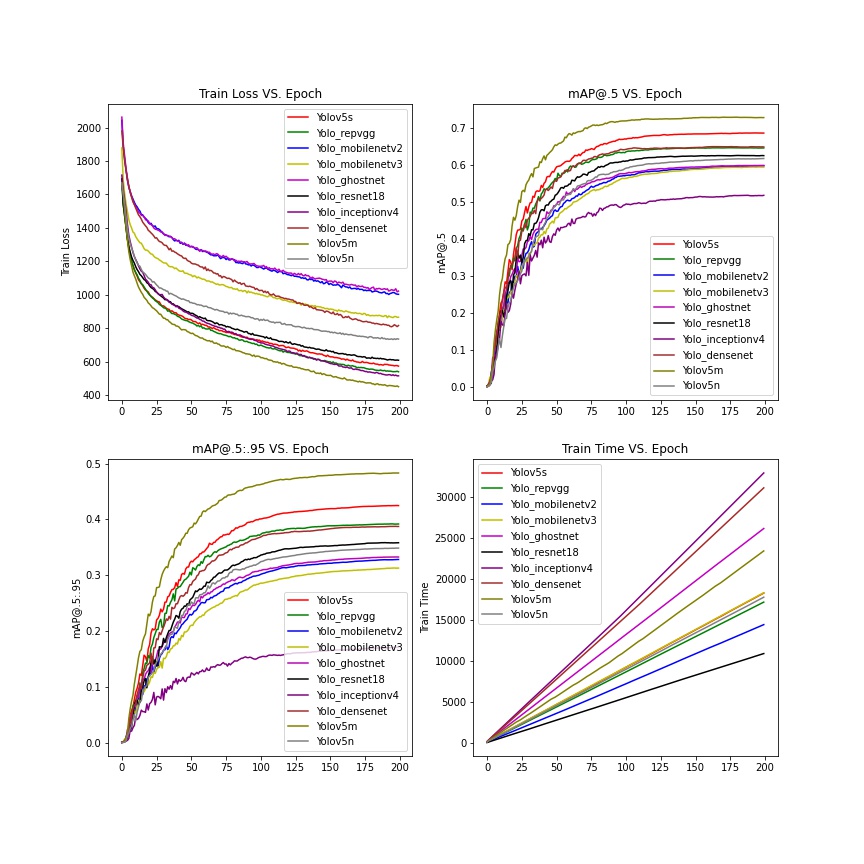 Train Loss VS. Epoch
Train Loss
2000
1800
1600
1400
1200
1000
800
600
400
0 25 50 75 100 125 150 175 200
Yolov5s
Yolo_repvgg
Yolo_mobilenetv2
Yolo_mobilenetv3
Yolo_ghostnet
Yolo_resnet18
Yolo_inceptionv4
Yolo_densenet
Yolov5m
Yolov5n
mAP@.5 VS. Epoch
mAP@.5
0.7
0.6
0.5
0.4
0.3
0.2
0.1
0.0
0 25 50 75 100 125 150 175 200
Yolov5s
Yolo_repvgg
Yolo_mobilenetv2
Yolo_mobilenetv3
Yolo_ghostnet
Yolo_resnet18
Yolo_inceptionv4
Yolo_densenet
Yolov5m
Yolov5n
mAP@.5:.95 VS. Epoch
mAP@.5:.95
0.5
0.4
0.3
0.2
0.1
0.0
0 25 50 75 100 125 150 175 200
Yolov5s
Yolo_repvgg
Yolo_mobilenetv2
Yolo_mobilenetv3
Yolo_ghostnet
Yolo_resnet18
Yolo_inceptionv4
Yolo_densenet
Yolov5m
Yolov5n
Train Time VS. Epoch
Train Time
30000
25000
20000
15000
10000
5000
0
0 25 50 75 100 125 150 175 200
Yolov5s
Yolo_repvgg
Yolo_mobilenetv2
Yolo_mobilenetv3
Yolo_ghostnet
Yolo_resnet18
Yolo_inceptionv4
Yolo_densenet
Yolov5m
Yolov5n